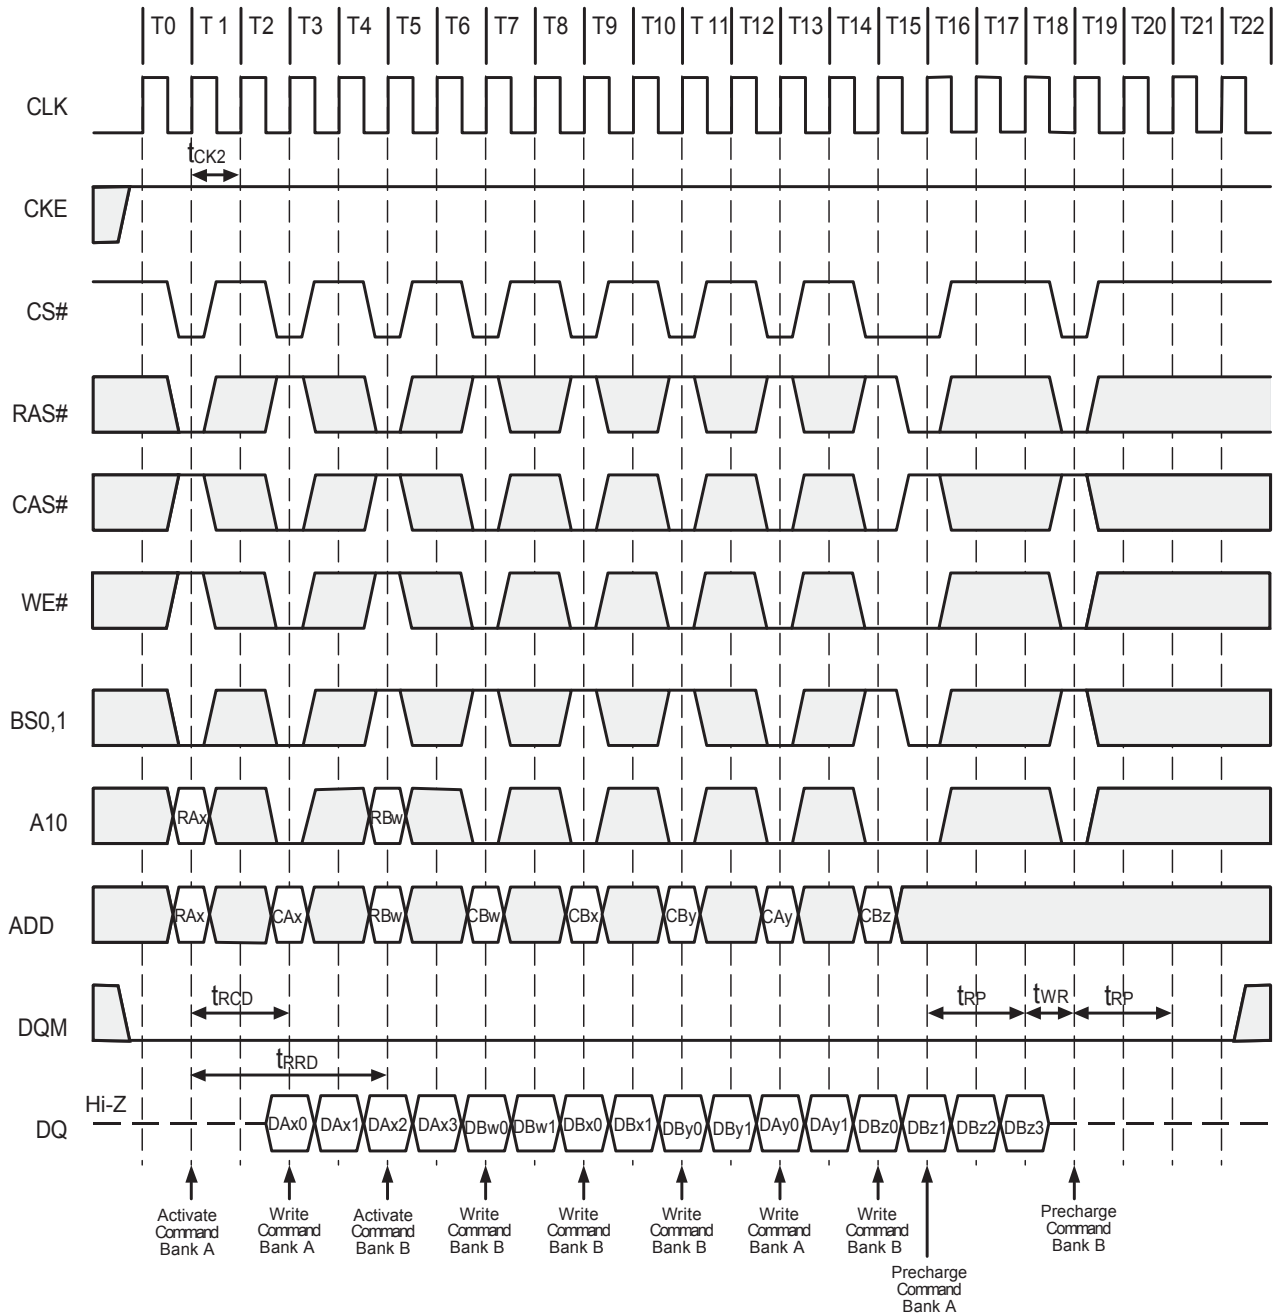 T0 T 1 T2 T3 T4 T5 T6 T7 T8 T9 T10 T 11 T12 T13 T14 T15 T16 T17 T18 T19 T20 T21 T22
CLK
tCK2
CKE
CS#
RAS#
CAS#
WE#
BS0,1
A10
RAx RBw
ADD
RAx CAx RBw CBw CBx CBy CAy CBz
DQM
tRCD tRP tWR tRP
tRRD
Hi-Z
DQ
DAx0 DAx1 DAx2 DAx3 DBw0 DBw1 DBx0 DBx1 DBy0 DBy1 DAy0 DAy1 DBz0 DBz1 DBz2 DBz3
Activate
Command
Bank A
Write
Command
Bank A
Activate
Command
Bank B
Write
Command
Bank B
Write
Command
Bank B
Write
Command
Bank B
Write
Command
Bank A
Write
Command
Bank B
Precharge
Command
Bank A
Precharge
Command
Bank B